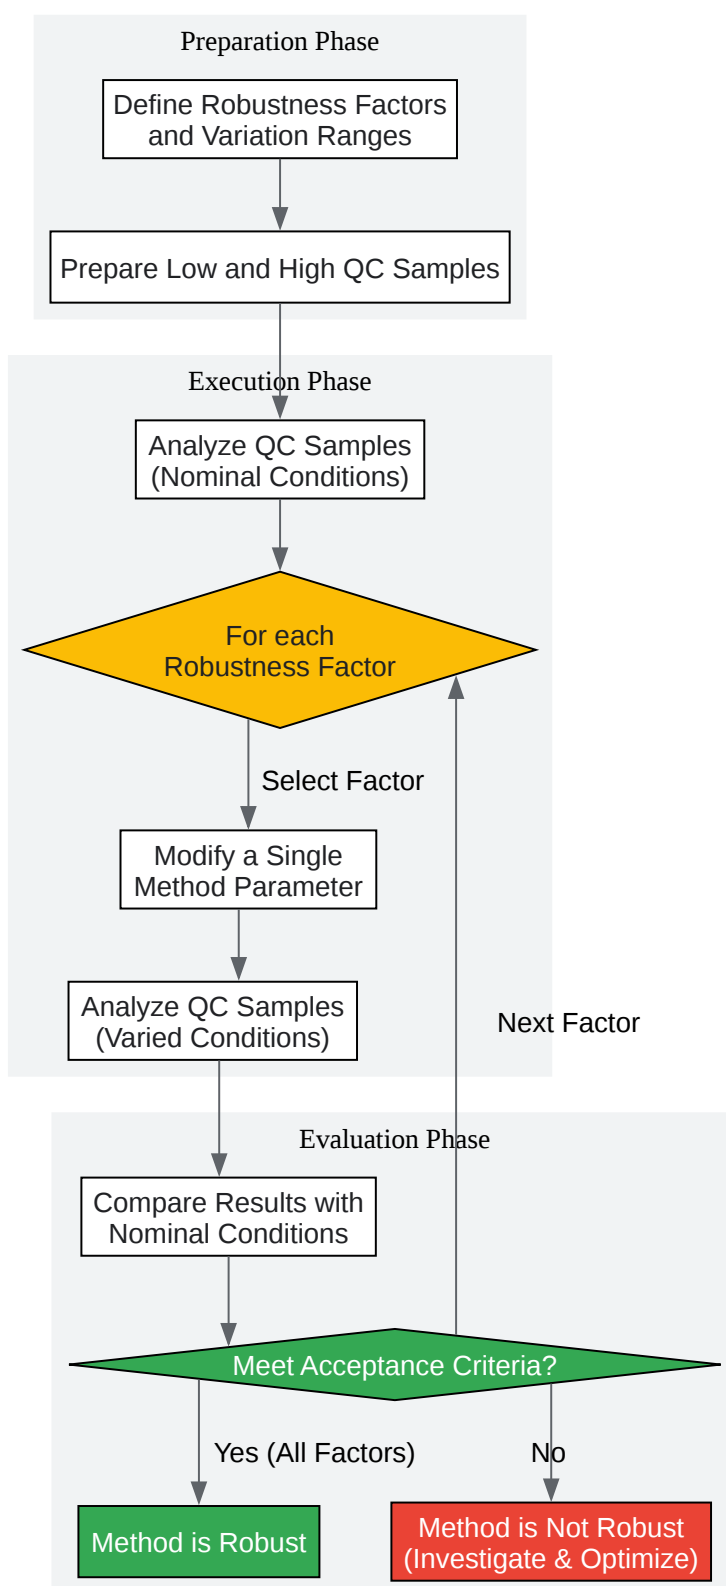 Preparation Phase
Define Robustness Factors
and Variation Ranges
Prepare Low and High QC Samples
Execution Phase
Analyze QC Samples
(Nominal Conditions)
For each
Robustness Factor
Select Factor
Modify a Single
Method Parameter
Analyze QC Samples
(Varied Conditions)
Next Factor
Evaluation Phase
Compare Results with
Nominal Conditions
Meet Acceptance Criteria?
Yes (All Factors)
No
Method is Robust
Method is Not Robust
(Investigate & Optimize)